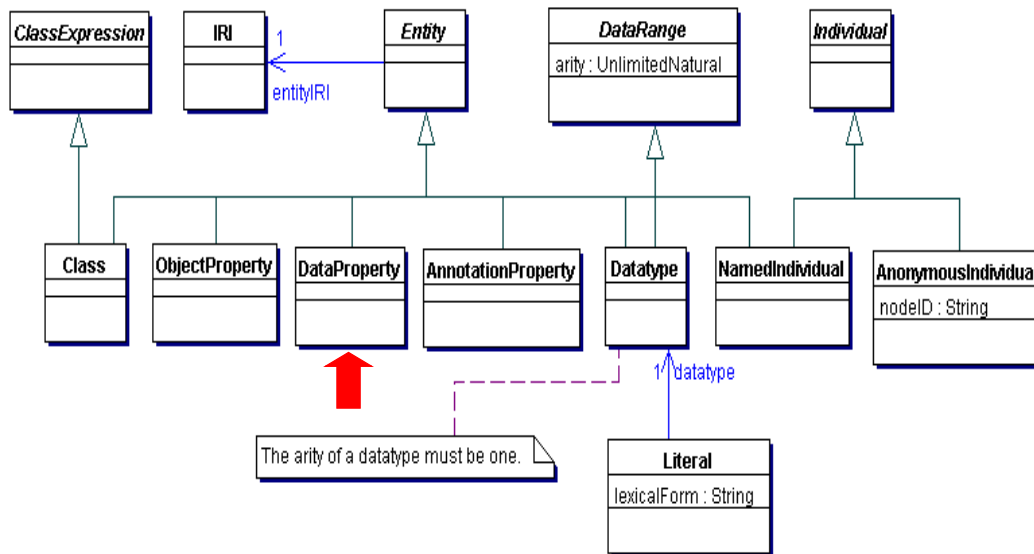 ClassExpression
IRI
1
entityIRI
Entity
DataRange
arity : UnlimitedNatural
Individual
Class
ObjectProperty
DataProperty
AnnotationProperty
Datatype
NamedIndividual
AnonymousIndividual
nodeID : String
1 datatype
The arity of a datatype must be one.
Literal
lexicalForm : String